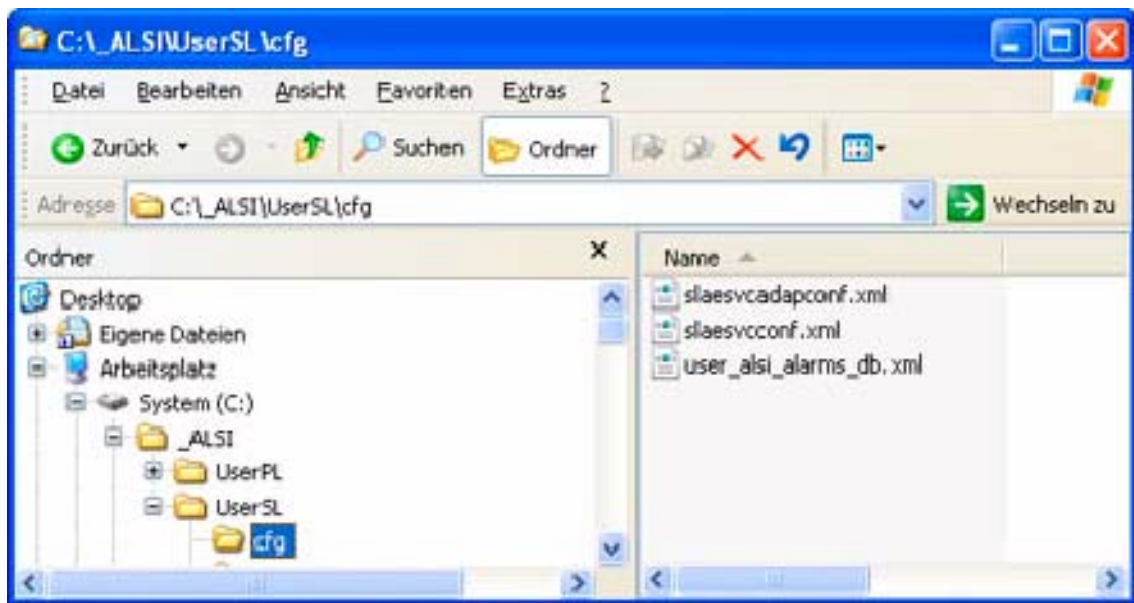 C:\_ALSI\UserSL\cfg
Datei Bearbeiten Ansicht Favoriten Extras ?
Zurück Suchen Ordner
Adresse C:\_ALSI\UserSL\cfg Wechseln zu
Ordner
Desktop
Eigene Dateien
Arbeitsplatz
System (C:)
_ALSI
UserPL
UserSL
cfg
Name
sllaesvcadapconf.xml
slaesvcconf.xml
user_alsi_alarms_db.xml